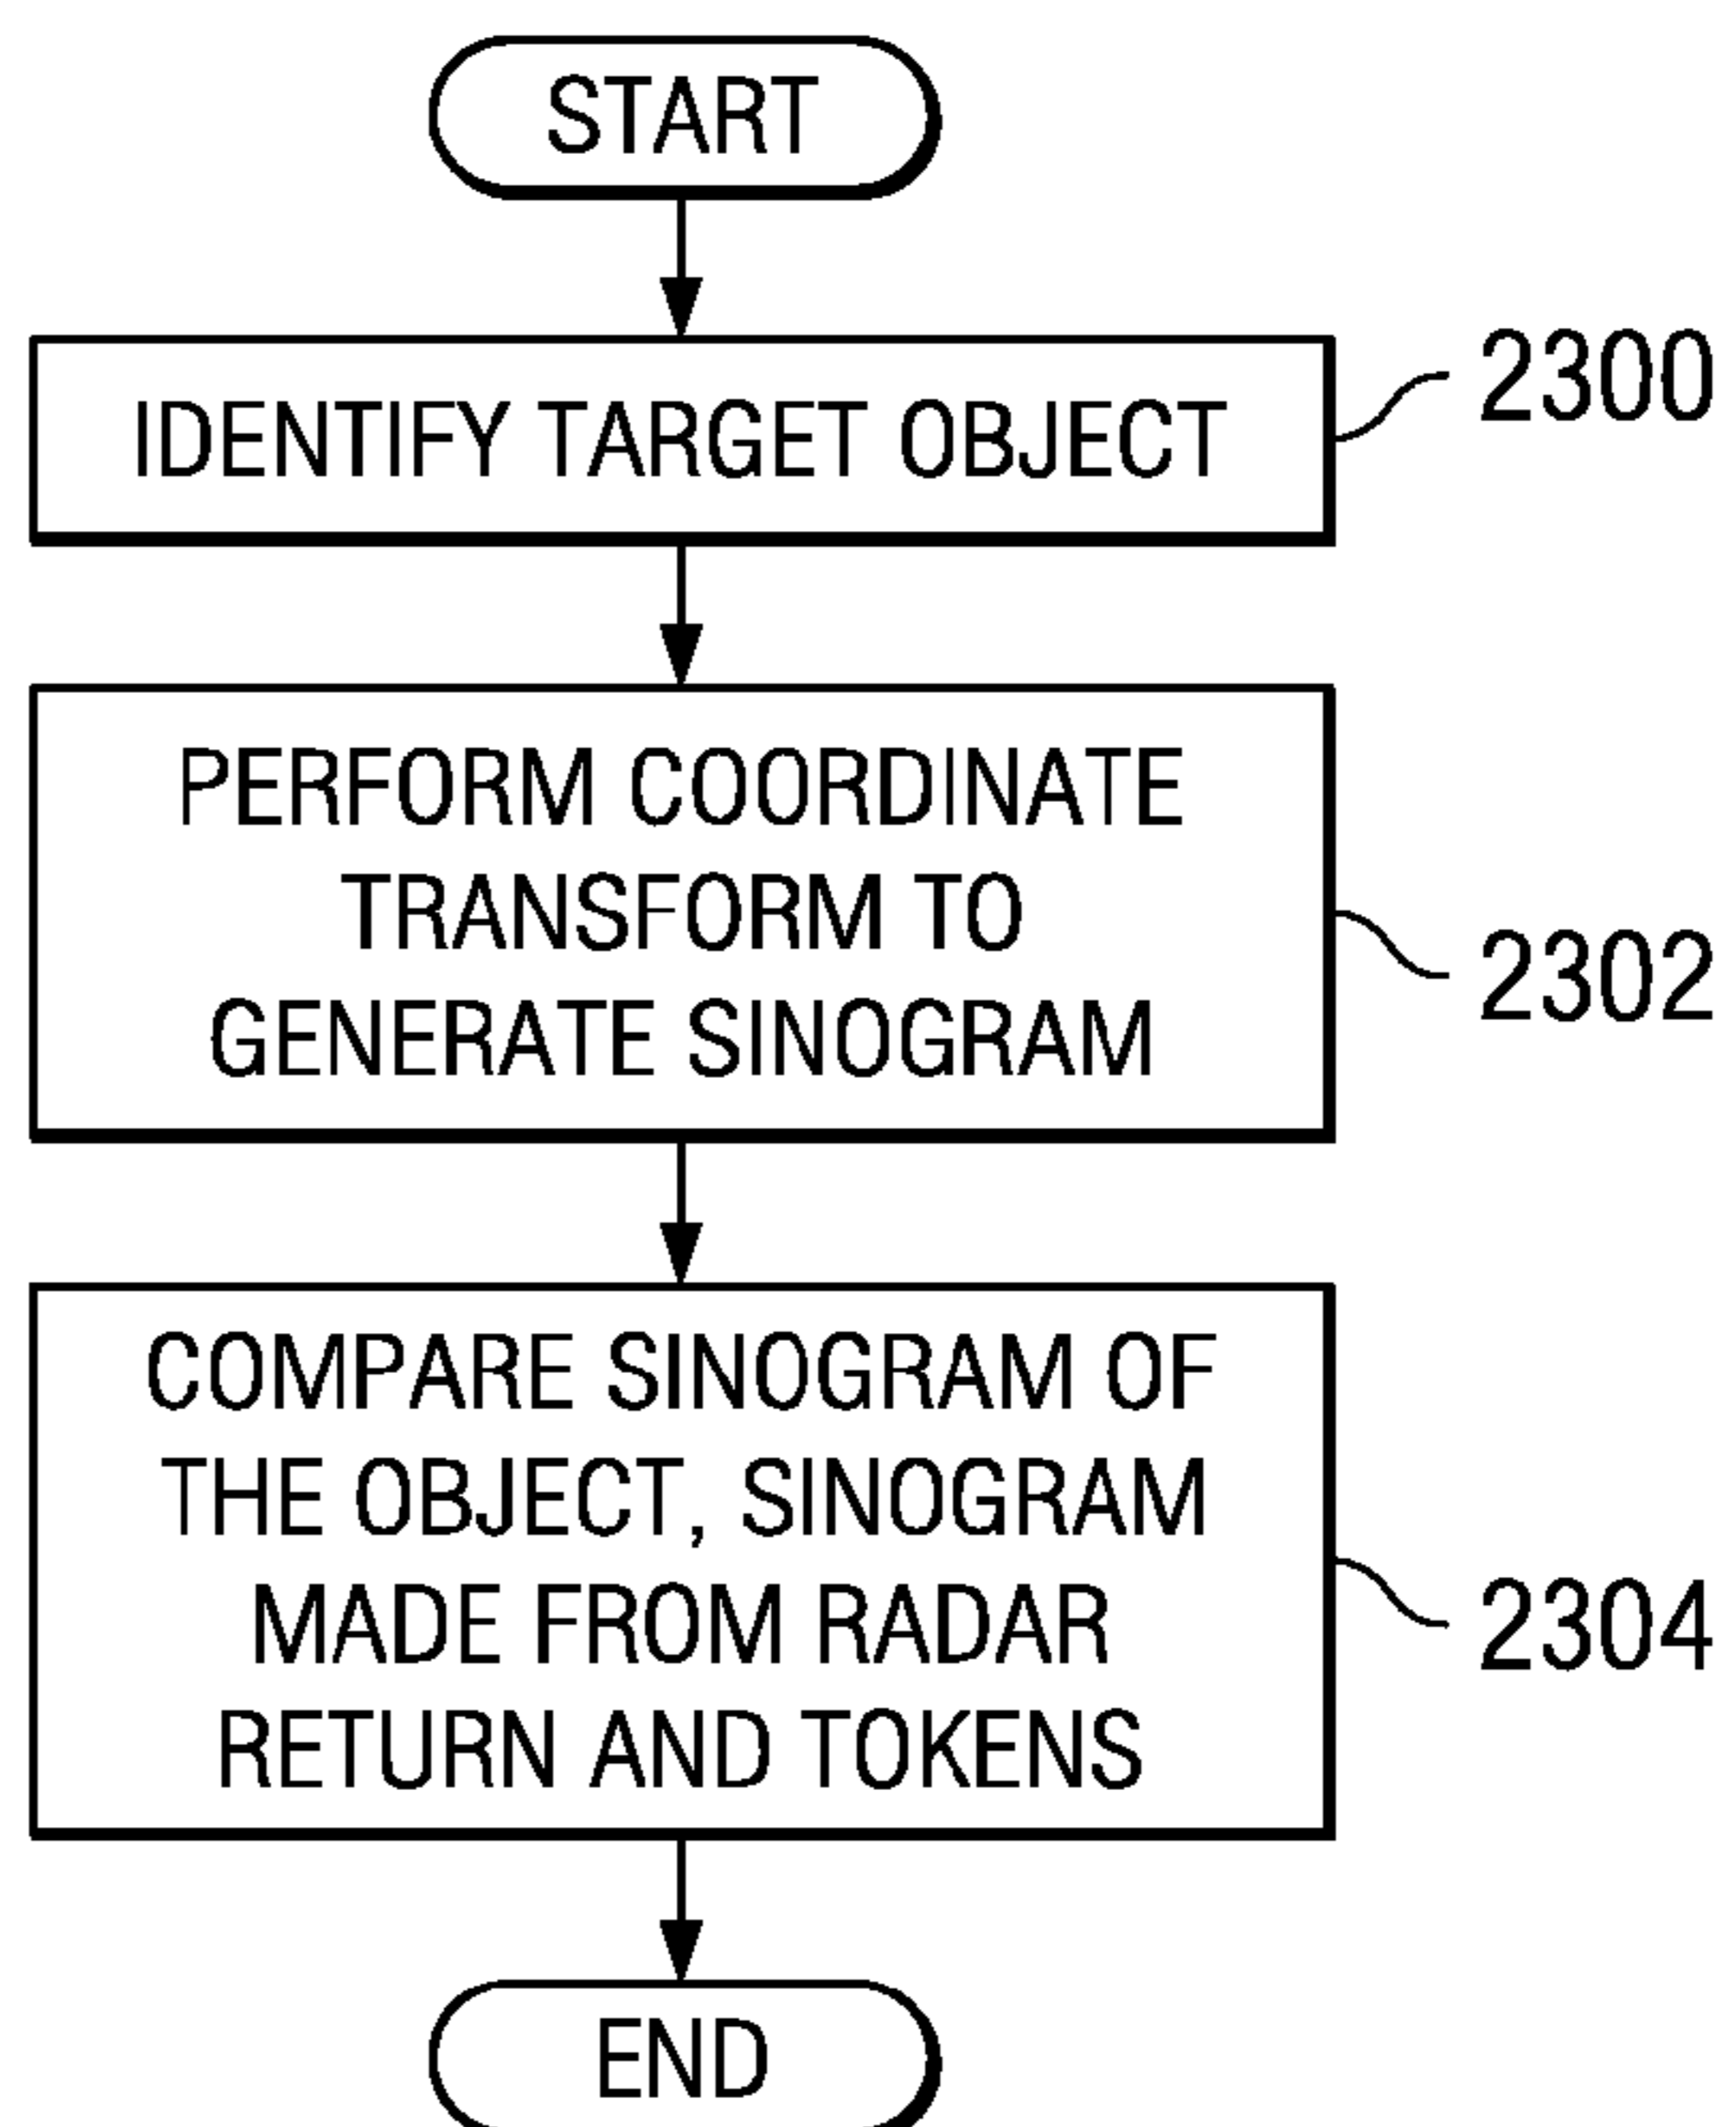 START
IDENTIFY TARGET OBJECT
2300
PERFORM COORDINATE
TRANSFORM TO
GENERATE SINOGRAM
2302
COMPARE SINOGRAM OF
THE OBJECT, SINOGRAM
MADE FROM RADAR
RETURN AND TOKENS
2304
END